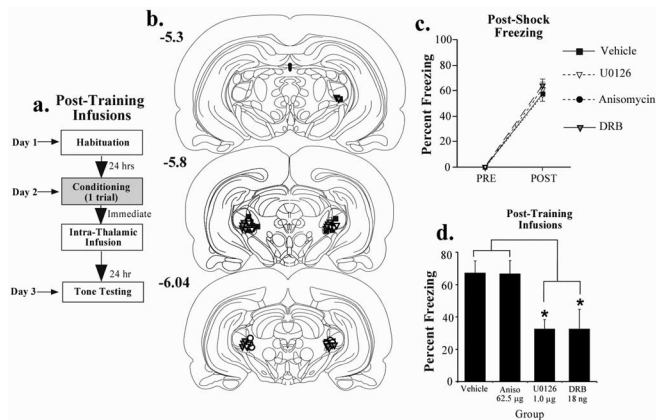 a.
Post-Training
Infusions
Day 1
Habituation
24 hrs
Day 2
Conditioning
(1 trial)
Immediate
Intra-Thalamic
Infusion
24 hr
Day 3
Tone Testing
b.
-5.3
-5.8
-6.04
c.
Post-Shock
Freezing
Percent Freezing
100
80
60
40
20
0
PRE
POST
Vehicle
U0126
Anisomycin
DRB
d.
Post-Training
Infusions
Percent Freezing
80
60
40
20
0
*
*
Vehicle
Aniso
62.5 µg
U0126
1.0 µg
DRB
18 ng
Group